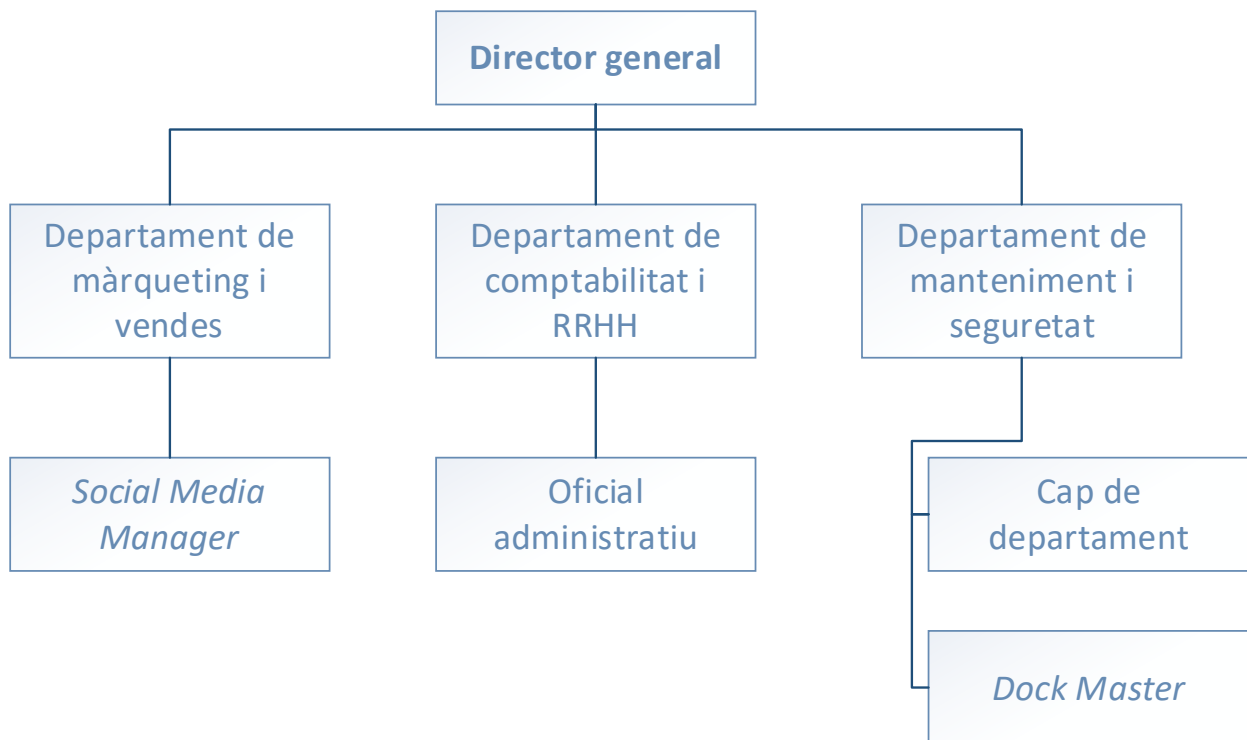 Director general
Departament de
màrqueting i
vendes
Departament de
comptabilitat i
RRHH
Departament de
manteniment i
seguretat
Social Media
Manager
Oficial
administratiu
Cap de
departament
Dock Master